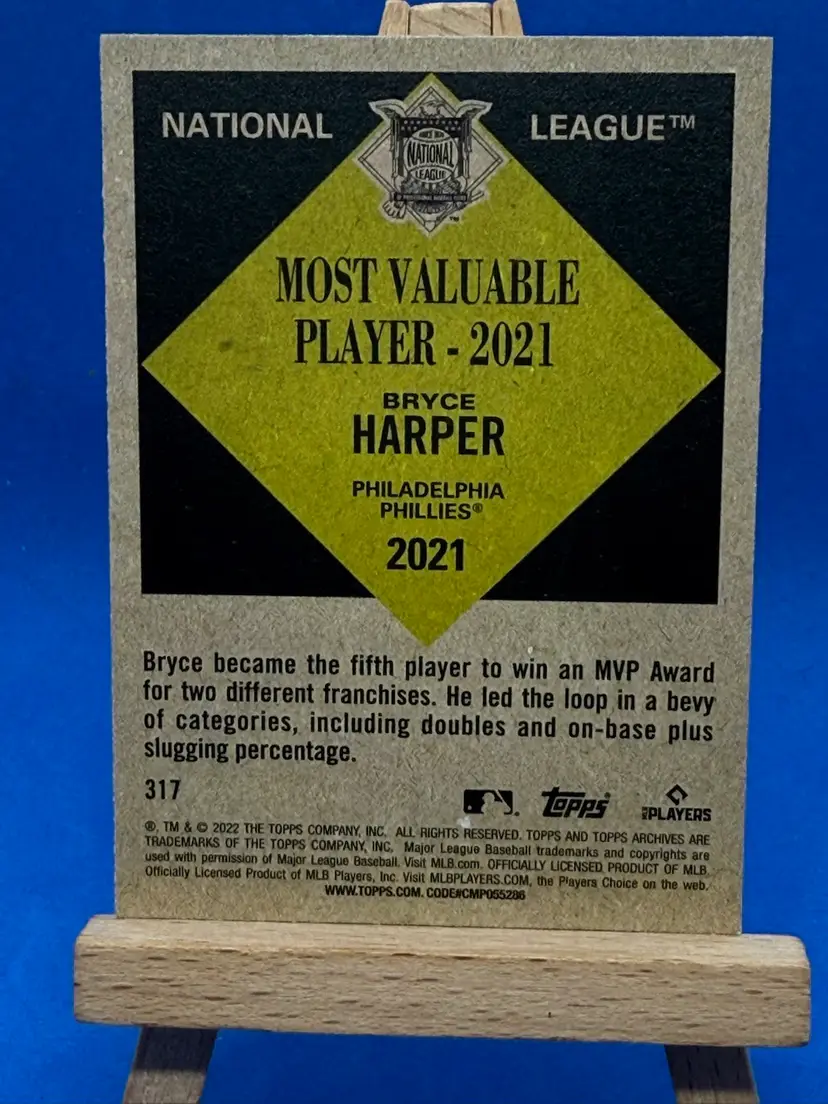 NATIONAL LEAGUE™
SINCE 1876
NATIONAL
LEAGUE
MOST VALUABLE
PLAYER - 2021
BRYCE
HARPER
PHILADELPHIA
PHILLIES®
2021
Bryce became the fifth player to win an MVP Award
for two different franchises. He led the loop in a bevy
of categories, including doubles and on-base plus
slugging percentage.
317
topps® PLAYERS
®, TM & © 2022 THE TOPPS COMPANY, INC. ALL RIGHTS RESERVED. TOPPS AND TOPPS ARCHIVES ARE
TRADEMARKS OF THE TOPPS COMPANY, INC. Major League Baseball trademarks and copyrights are
used with permission of Major League Baseball. Visit MLB.com. OFFICIALLY LICENSED PRODUCT OF MLB
Officially Licensed Product of MLB Players, Inc. Visit MLBPLAYERS.COM, the Players Choice on the web.
WWW.TOPPS.COM. CODE#CMP055286